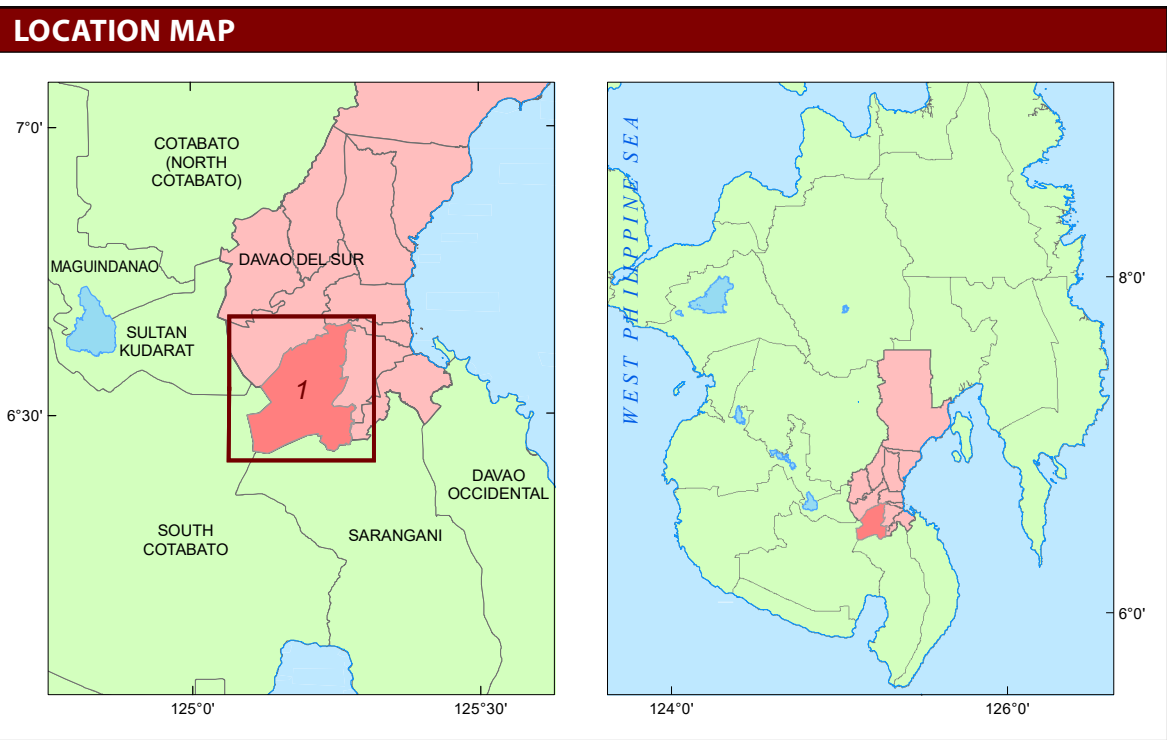 LOCATION MAP
7°0'
COTABATO
(NORTH
COTABATO)
DAVAO DEL SUR
MAGUINDANAO
SULTAN
KUDARAT
1
6°30'
DAVAO
OCCIDENTAL
SOUTH
COTABATO
SARANGANI
125°0'
125°30'
WEST PHILIPPINE SEA
8°0'
6°0'
124°0'
126°0'